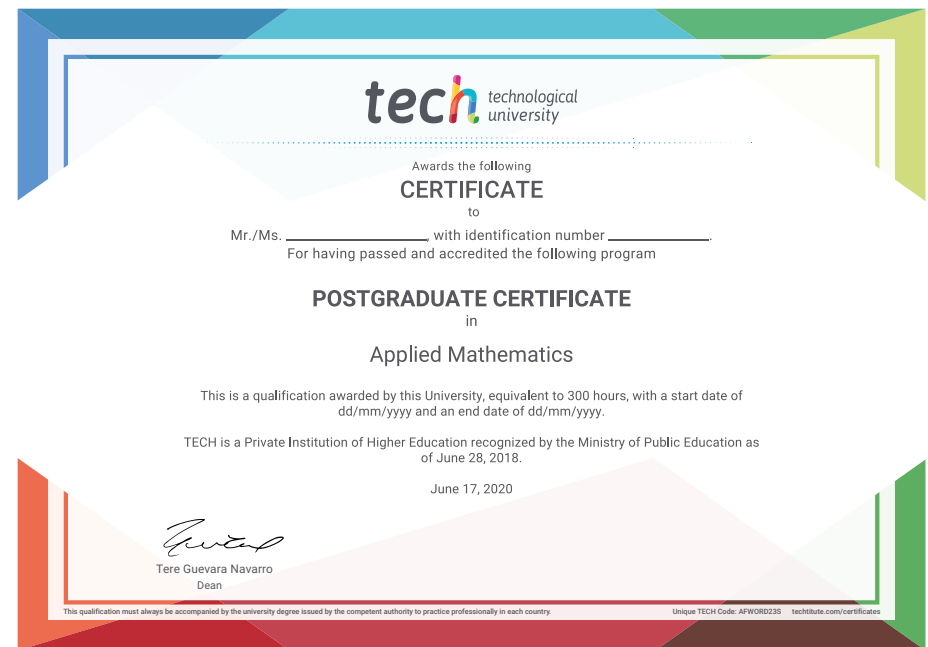 tech technological
university
Awards the following
CERTIFICATE
to
Mr./Ms. ____________, with identification number ____________.
For having passed and accredited the following program
POSTGRADUATE CERTIFICATE
in
Applied Mathematics
This is a qualification awarded by this University, equivalent to 300 hours, with a start date of
dd/mm/yyyy and an end date of dd/mm/yyyy.
TECH is a Private Institution of Higher Education recognized by the Ministry of Public Education as
of June 28, 2018.
June 17, 2020
Tere Guevara Navarro
Dean
This qualification must always be accompanied by the university degree issued by the competent authority to practice professionally in each country.
Unique TECH Code: AFWORD23S techtitute.com/certificates